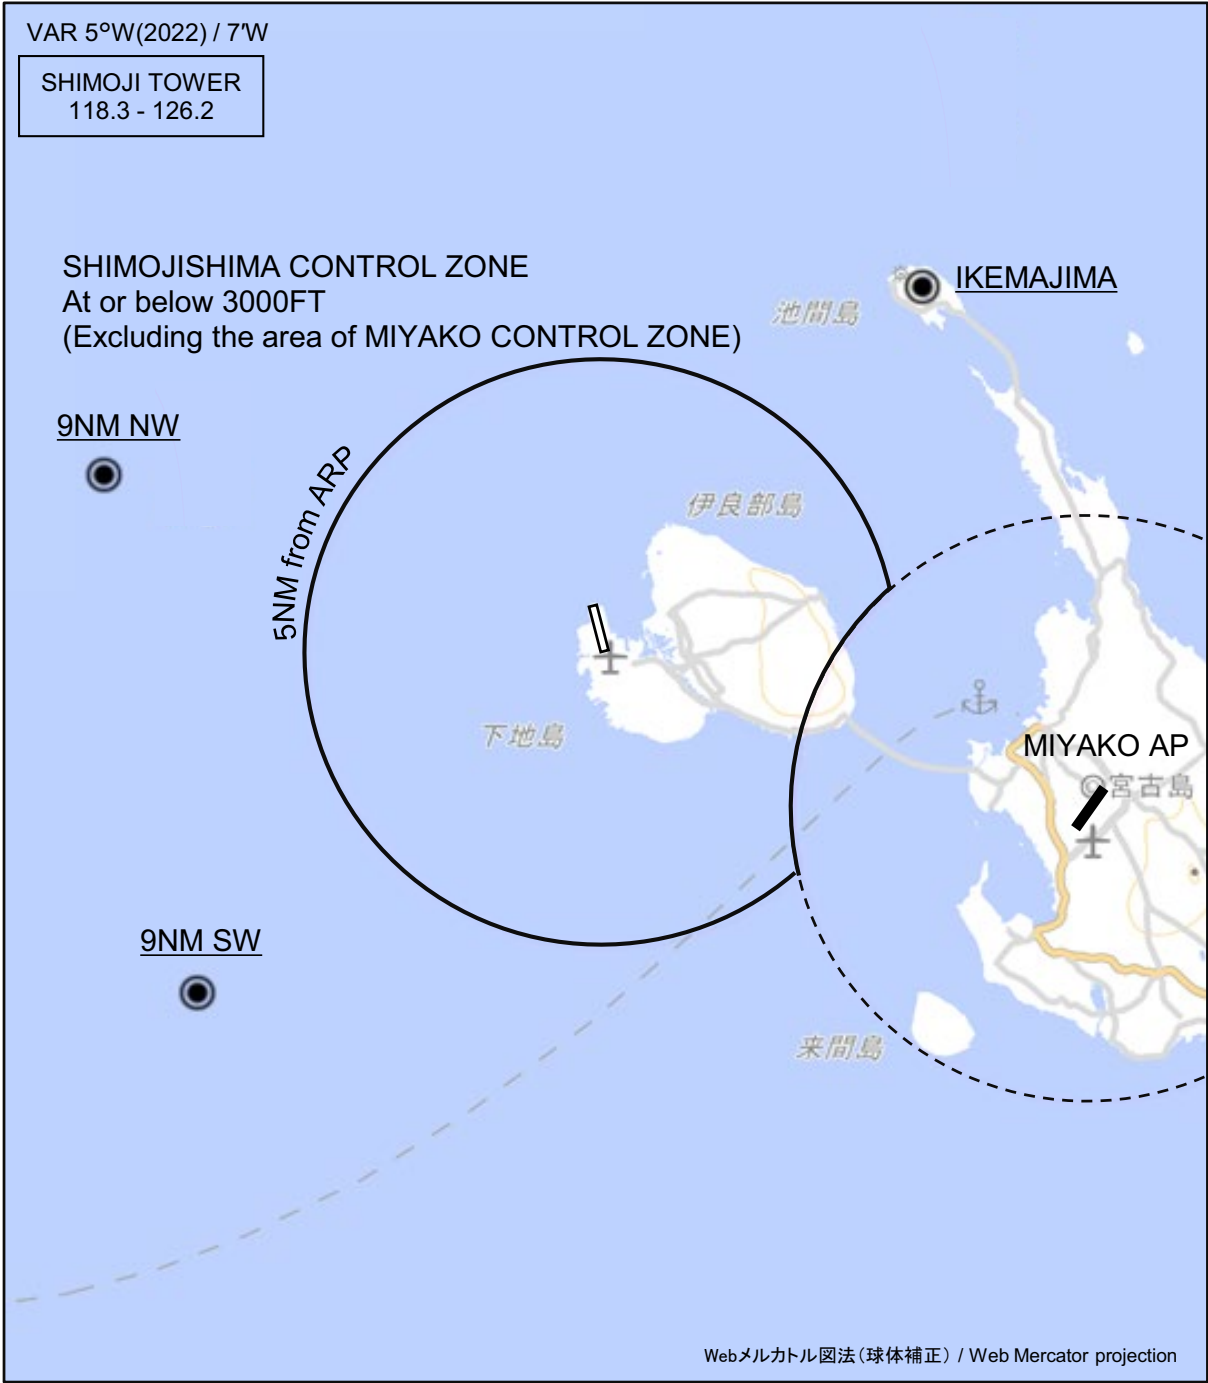 VAR 5°W(2022) / 7'W
SHIMOJI TOWER
118.3 - 126.2
SHIMOJISHIMA CONTROL ZONE
At or below 3000FT
(Excluding the area of MIYAKO CONTROL ZONE)
IKEMAJIMA
池間島
9NM NW
5NM from ARP
伊良部島
下地島
MIYAKO AP
宮古島
9NM SW
来間島
Webメルカトル図法（球体補正） / Web Mercator projection